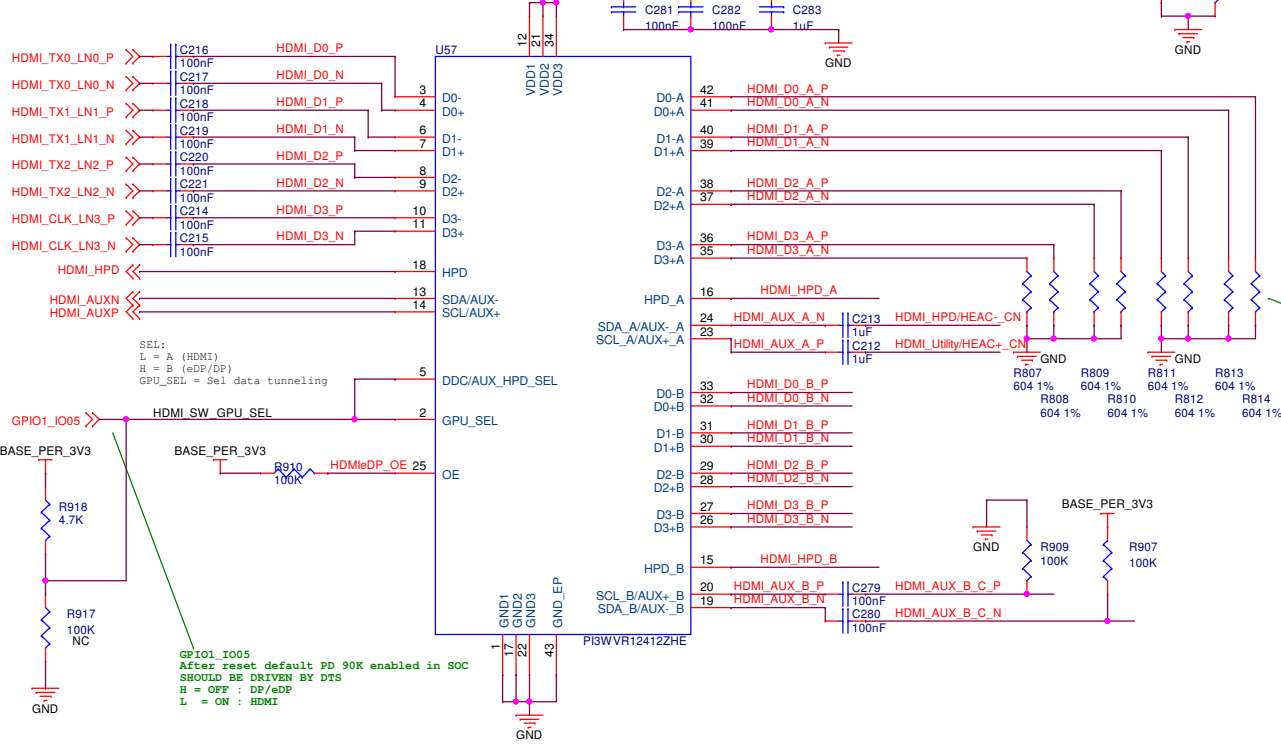 C281
100nF
C282
100nF
C283
1uF
GND
GND
HDMI_TX0_LN0_P
C216
100nF
HDMI_D0_P
HDMI_TX0_LN0_N
C217
100nF
HDMI_D0_N
HDMI_TX1_LN1_P
C218
100nF
HDMI_D1_P
HDMI_TX1_LN1_N
C219
100nF
HDMI_D1_N
HDMI_TX2_LN2_P
C220
100nF
HDMI_D2_P
HDMI_TX2_LN2_N
C221
100nF
HDMI_D2_N
HDMI_CLK_LN3_P
C214
100nF
HDMI_D3_P
HDMI_CLK_LN3_N
C215
100nF
HDMI_D3_N
HDMI_HPD
HDMI_AUXN
HDMI_AUXP
SEL:
L = A (HDMI)
H = B (eDP/DP)
GPU_SEL = Sel data tunneling
GPIO1_IO05
HDMI_SW_GPU_SEL
BASE_PER_3V3
BASE_PER_3V3
R910
100K
HDMIeDP_OE
R918
4.7K
R917
100K
NC
GND
GPIO1_IO05
After reset default PD 90K enabled in SOC
SHOULD BE DRIVEN BY DTS
H = OFF : DP/eDP
L  = ON : HDMI
U57
12
21
34
VDD1
VDD2
VDD3
3
D0-
4
D0+
6
D1-
7
D1+
8
D2-
9
D2+
10
D3-
11
D3+
18
HPD
13
SDA/AUX-
14
SCL/AUX+
5
DDC/AUX_HPD_SEL
2
GPU_SEL
25
OE
GND1
GND2
GND3
GND_EP
1
17
22
43
GND
PI3WVR12412ZHE
D0-A
42
HDMI_D0_A_P
D0+A
41
HDMI_D0_A_N
D1-A
40
HDMI_D1_A_P
D1+A
39
HDMI_D1_A_N
D2-A
38
HDMI_D2_A_P
D2+A
37
HDMI_D2_A_N
D3-A
36
HDMI_D3_A_P
D3+A
35
HDMI_D3_A_N
HPD_A
16
HDMI_HPD_A
SDA_A/AUX-_A
24
HDMI_AUX_A_N
C213
1uF
HDMI_HPD/HEAC-_CN
SCL_A/AUX+_A
23
HDMI_AUX_A_P
C212
1uF
HDMI_Utility/HEAC+_CN
D0-B
33
HDMI_D0_B_P
D0+B
32
HDMI_D0_B_N
D1-B
31
HDMI_D1_B_P
D1+B
30
HDMI_D1_B_N
D2-B
29
HDMI_D2_B_P
D2+B
28
HDMI_D2_B_N
D3-B
27
HDMI_D3_B_P
D3+B
26
HDMI_D3_B_N
HPD_B
15
HDMI_HPD_B
SCL_B/AUX+_B
20
HDMI_AUX_B_P
C279
100nF
HDMI_AUX_B_C_P
SDA_B/AUX-_B
19
HDMI_AUX_B_N
C280
100nF
HDMI_AUX_B_C_N
GND
GND
R807
604 1%
R808
604 1%
R809
604 1%
R810
604 1%
R811
604 1%
R812
604 1%
R813
604 1%
R814
604 1%
GND
R909
100K
BASE_PER_3V3
R907
100K